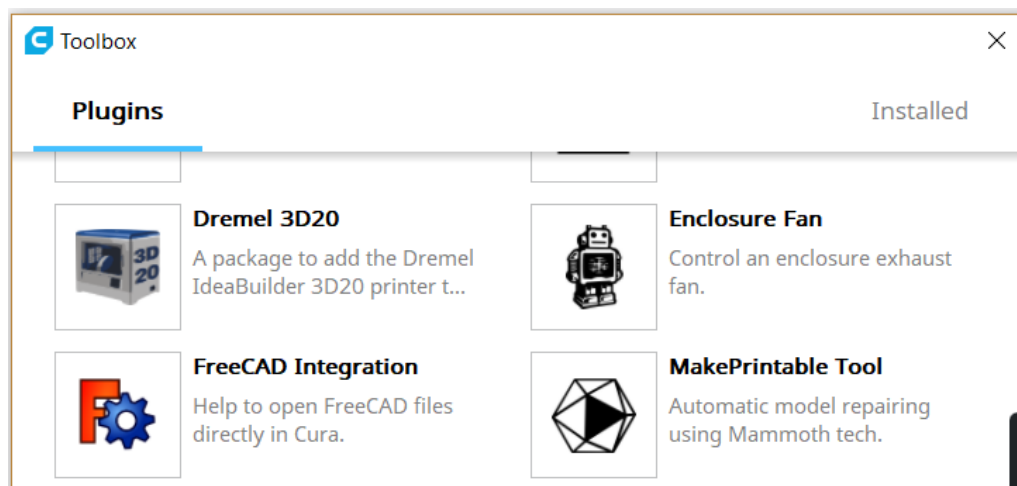 Toolbox
Plugins
Installed
Dremel 3D20
A package to add the Dremel
IdeaBuilder 3D20 printer t...
3D
20
Enclosure Fan
Control an enclosure exhaust
fan.
FreeCAD Integration
Help to open FreeCAD files
directly in Cura.
MakePrintable Tool
Automatic model repairing
using Mammoth tech.